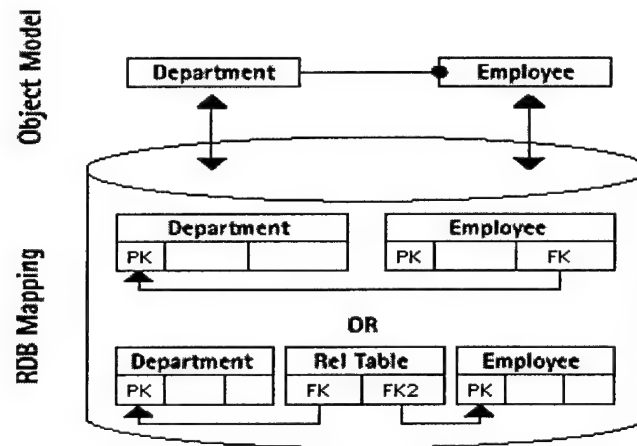 Object Model
Department Employee
RDB Mapping
Department Employee
PK PK FK
OR
Department Rel Table Employee
PK FK FK2 PK